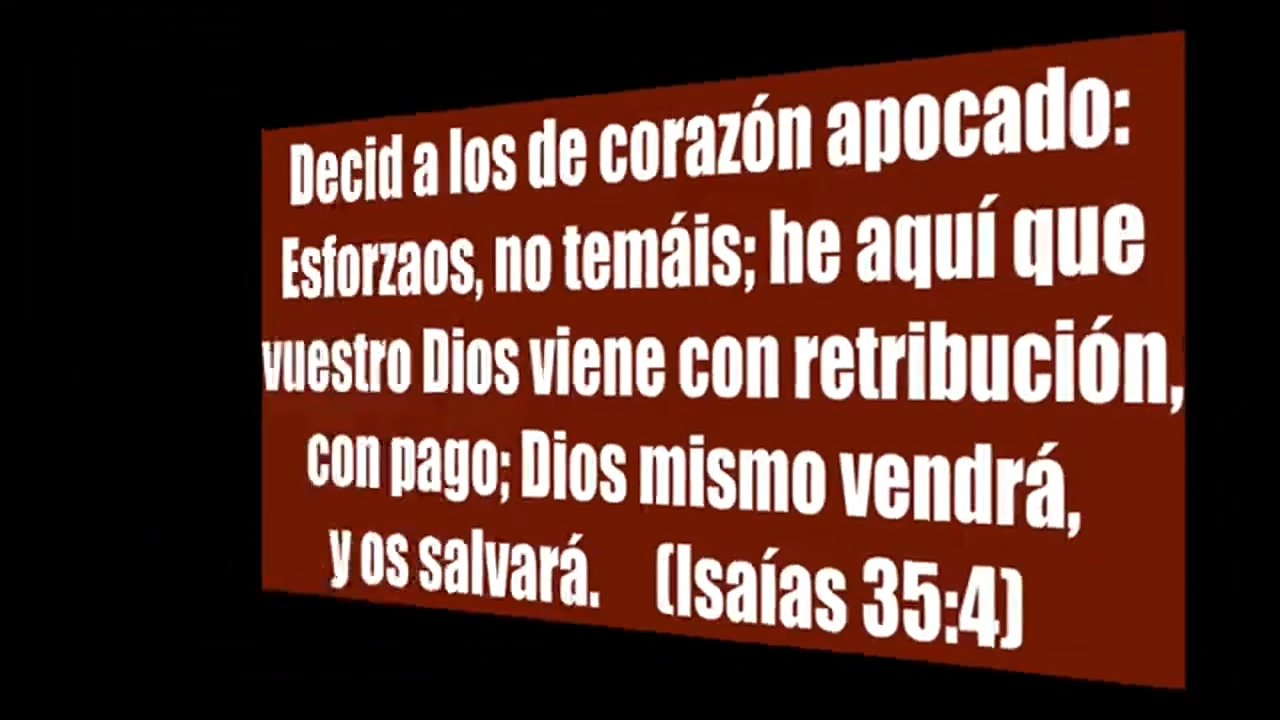 Decid a los de corazón apocado:
Esforzaos, no temáis; he aquí que
vuestro Dios viene con retribución,
con pago; Dios mismo vendrá,
y os salvará. (Isaías 35:4)